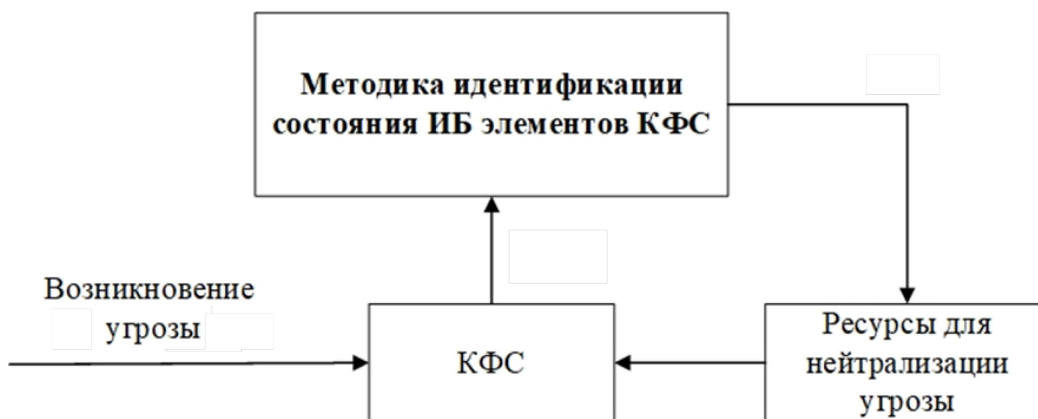 Методика идентификации
состояния ИБ элементов КФС
Возникновение
угрозы
КФС
Ресурсы для
нейтрализации
угрозы